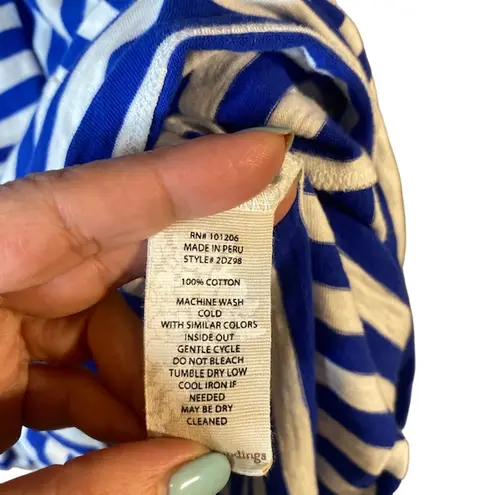 RN# 101206
MADE IN PERU
STYLE# 2DZ98
100% COTTON
MACHINE WASH
COLD
WITH SIMILAR COLORS
INSIDE OUT
GENTLE CYCLE
DO NOT BLEACH
TUMBLE DRY LOW
COOL IRON IF
NEEDED
MAY BE DRY
CLEANED